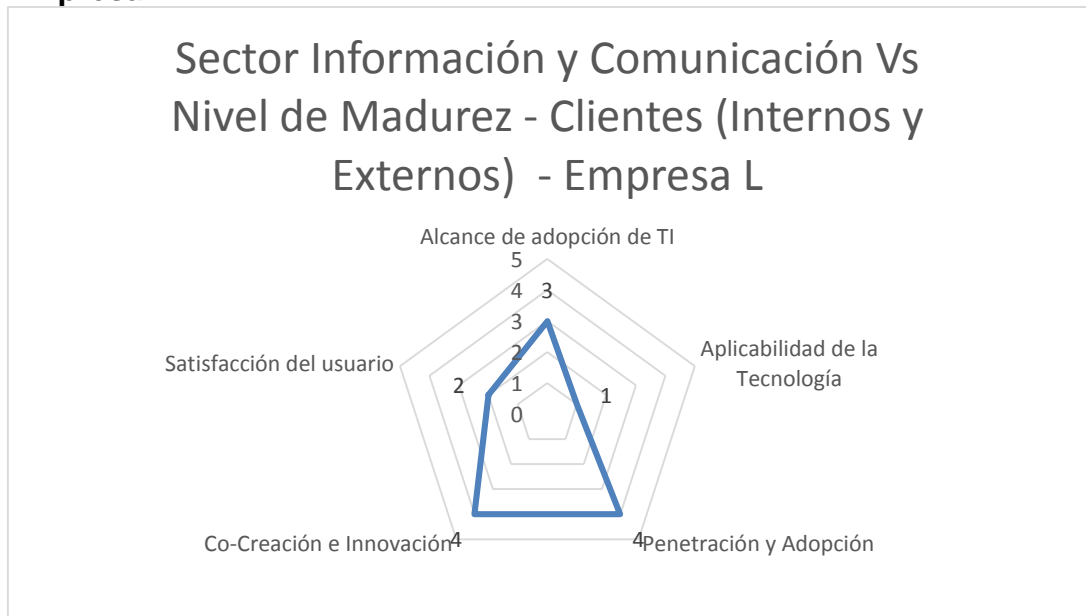 Sector Información y Comunicación Vs
Nivel de Madurez - Clientes (Internos y
Externos) - Empresa L
Alcance de adopción de TI
5
4
3
3
2
1
0
Aplicabilidad de la
Tecnología
1
Satisfacción del usuario
2
Co-Creación e Innovación
4
4
Penetración y Adopción